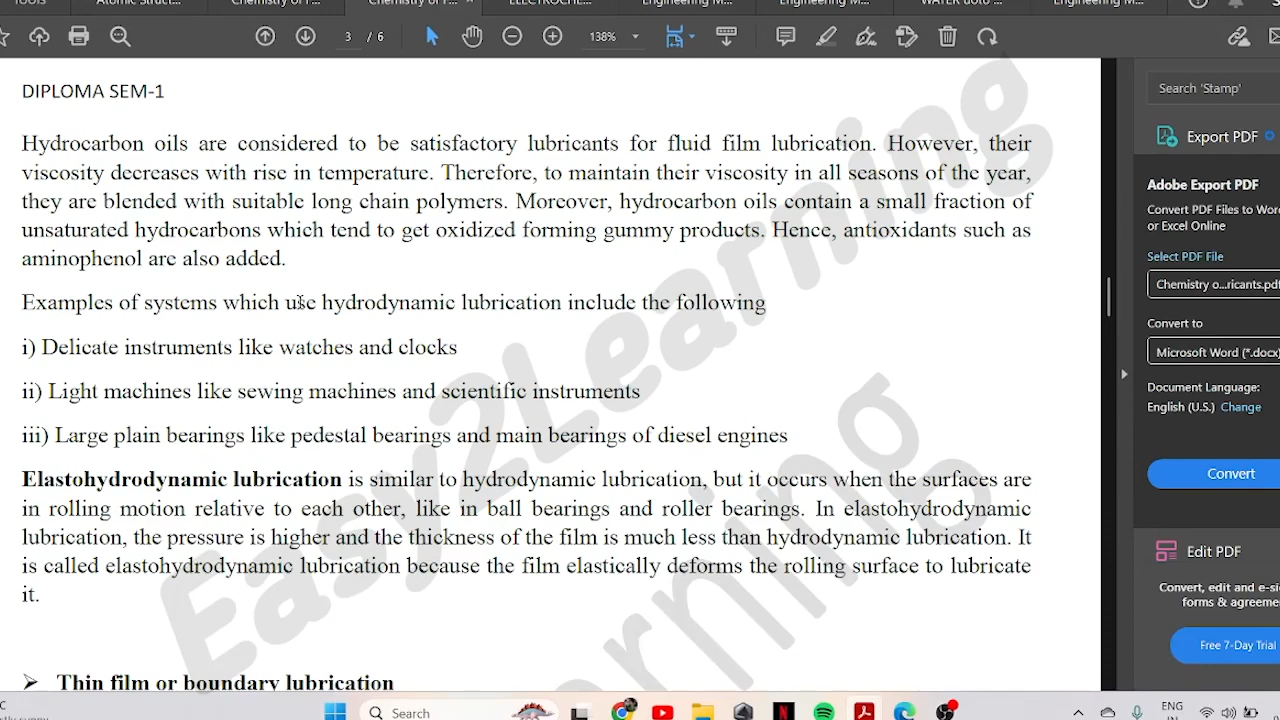 Tools
3 / 6
138%
DIPLOMA SEM-1
Hydrocarbon oils are considered to be satisfactory lubricants for fluid film lubrication. However, their
viscosity decreases with rise in temperature. Therefore, to maintain their viscosity in all seasons of the year,
they are blended with suitable long chain polymers. Moreover, hydrocarbon oils contain a small fraction of
unsaturated hydrocarbons which tend to get oxidized forming gummy products. Hence, antioxidants such as
aminophenol are also added.
Examples of systems which use hydrodynamic lubrication include the following
i) Delicate instruments like watches and clocks
ii) Light machines like sewing machines and scientific instruments
iii) Large plain bearings like pedestal bearings and main bearings of diesel engines
Elastohydrodynamic lubrication is similar to hydrodynamic lubrication, but it occurs when the surfaces are
in rolling motion relative to each other, like in ball bearings and roller bearings. In elastohydrodynamic
lubrication, the pressure is higher and the thickness of the film is much less than hydrodynamic lubrication. It
is called elastohydrodynamic lubrication because the film elastically deforms the rolling surface to lubricate
it.
➢ Thin film or boundary lubrication
Easy2Learning
Search 'Stamp'
Export PDF
Adobe Export PDF
Convert PDF Files to Word
or Excel Online
Select PDF File
Chemistry o...ricants.pdf
Convert to
Microsoft Word (*.docx)
Document Language:
English (U.S.) Change
Convert
Edit PDF
Convert, edit and e-si
forms & agreeme
Free 7-Day Trial
Search
ENG